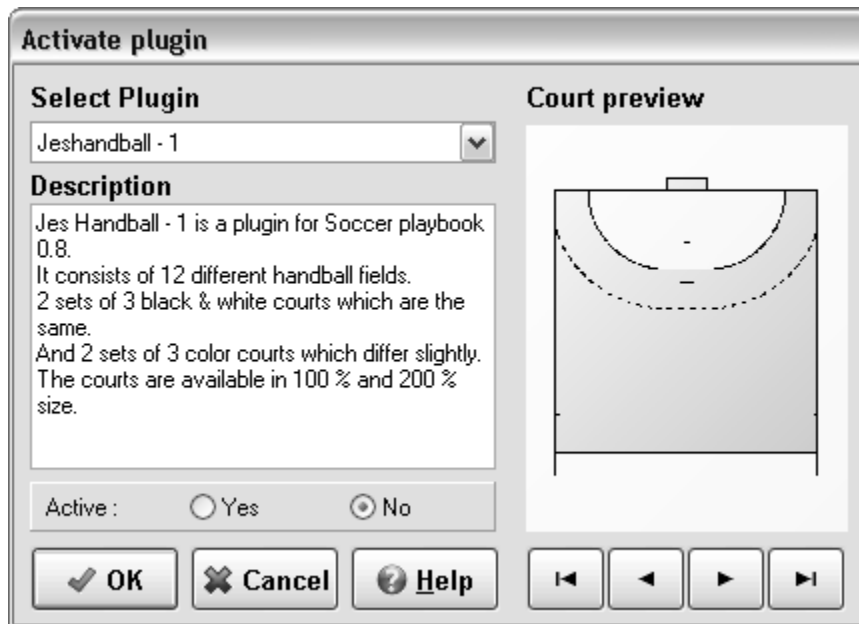 Activate plugin
Select Plugin
Court preview
Jeshandball - 1
Description
Jes Handball - 1 is a plugin for Soccer playbook
0.8.
It consists of 12 different handball fields.
2 sets of 3 black & white courts which are the
same.
And 2 sets of 3 color courts which differ slightly.
The courts are available in 100 % and 200 %
size.
Active :
Yes
No
OK
Cancel
Help